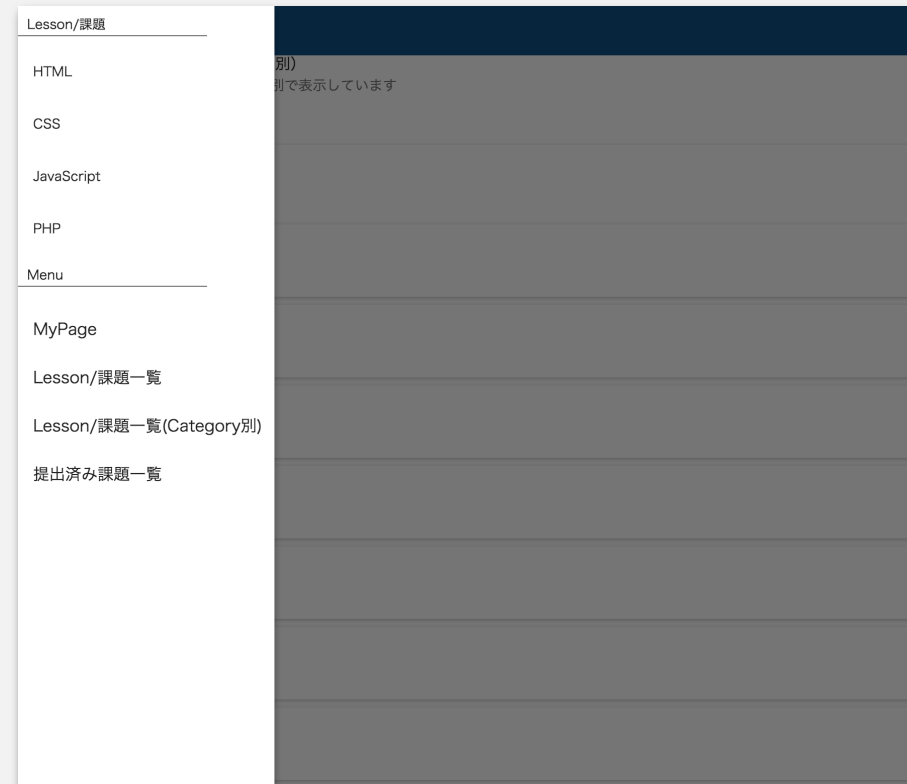 Lesson/課題
別)
別で表示しています
HTML
CSS
JavaScript
PHP
Menu
MyPage
Lesson/課題一覧
Lesson/課題一覧(Category別)
提出済み課題一覧